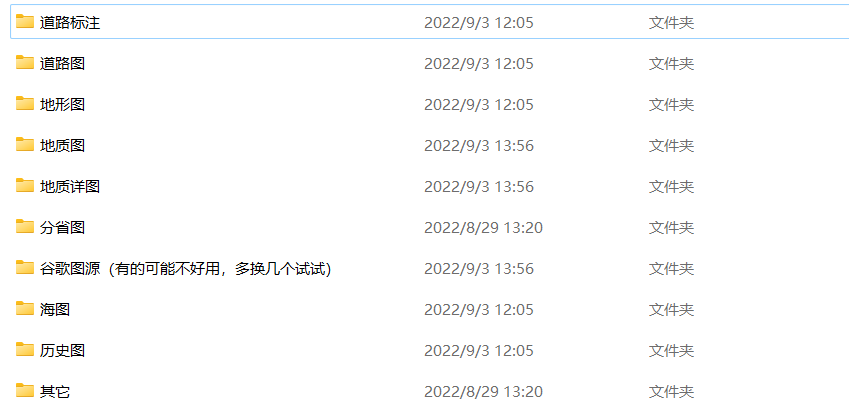 道路标注 2022/9/3 12:05 文件夹
道路图 2022/9/3 12:05 文件夹
地形图 2022/9/3 12:05 文件夹
地质图 2022/9/3 13:56 文件夹
地质详图 2022/9/3 13:56 文件夹
分省图 2022/8/29 13:20 文件夹
谷歌图源（有的可能不好用，多换几个试试） 2022/9/3 13:56 文件夹
海图 2022/9/3 12:05 文件夹
历史图 2022/9/3 12:05 文件夹
其它 2022/8/29 13:20 文件夹